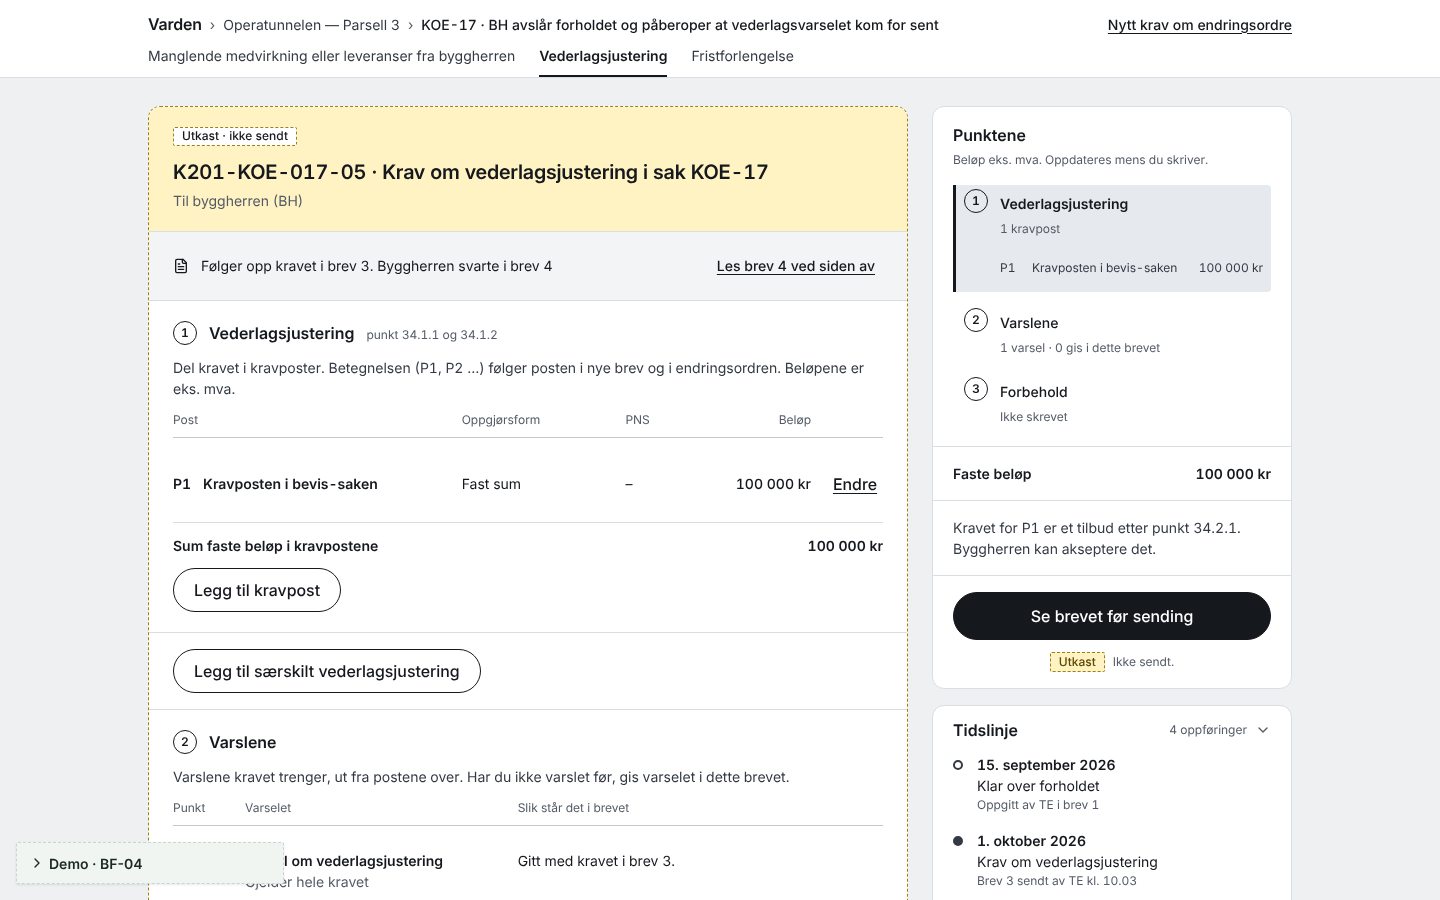 Varden › Operatunnelen — Parsell 3 › KOE-17 · BH avslår forholdet og påberoper at vederlagsvarselet kom for sent
Nytt krav om endringsordre
Manglende medvirkning eller leveranser fra byggherren
Vederlagsjustering
Fristforlengelse
Utkast · ikke sendt
K201-KOE-017-05 · Krav om vederlagsjustering i sak KOE-17
Til byggherren (BH)
Følger opp kravet i brev 3. Byggherren svarte i brev 4
Les brev 4 ved siden av
1 Vederlagsjustering punkt 34.1.1 og 34.1.2
Del kravet i kravposter. Betegnelsen (P1, P2 …) følger posten i nye brev og i endringsordren. Beløpene er
eks. mva.
Post Oppgjørsform PNS Beløp
P1 Kravposten i bevis-saken Fast sum – 100 000 kr Endre
Sum faste beløp i kravpostene 100 000 kr
Legg til kravpost
Legg til særskilt vederlagsjustering
2 Varslene
Varslene kravet trenger, ut fra postene over. Har du ikke varslet før, gis varselet i dette brevet.
Punkt Varselet Slik står det i brevet
om vederlagsjustering Gitt med kravet i brev 3.
hele kravet
Demo · BF-04
Punktene
Beløp eks. mva. Oppdateres mens du skriver.
1 Vederlagsjustering
1 kravpost
P1 Kravposten i bevis-saken 100 000 kr
2 Varslene
1 varsel · 0 gis i dette brevet
3 Forbehold
Ikke skrevet
Faste beløp 100 000 kr
Kravet for P1 er et tilbud etter punkt 34.2.1.
Byggherren kan akseptere det.
Se brevet før sending
Utkast Ikke sendt.
Tidslinje 4 oppføringer
15. september 2026
Klar over forholdet
Oppgitt av TE i brev 1
1. oktober 2026
Krav om vederlagsjustering
Brev 3 sendt av TE kl. 10.03